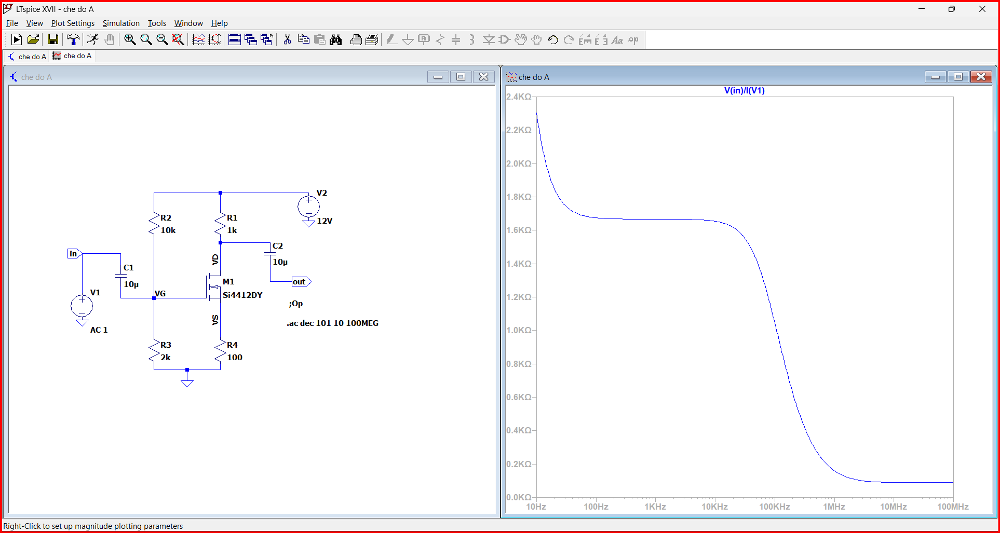 LTspice XVII - che do A
File View Plot Settings Simulation Tools Window Help
che do A
che do A
che do A
V2
12V
R2
10k
R1
1k
in
C1
10µ
VD
C2
10µ
out
V1
AC 1
VG
M1
Si4412DY
;Op
VS
.ac dec 101 10 100MEG
R3
2k
R4
100
che do A
V(in)/I(V1)
2.4KΩ
2.2KΩ
2.0KΩ
1.8KΩ
1.6KΩ
1.4KΩ
1.2KΩ
1.0KΩ
0.8KΩ
0.6KΩ
0.4KΩ
0.2KΩ
0.0KΩ
10Hz 100Hz 1KHz 10KHz 100KHz 1MHz 10MHz 100MHz
Right-Click to set up magnitude plotting parameters